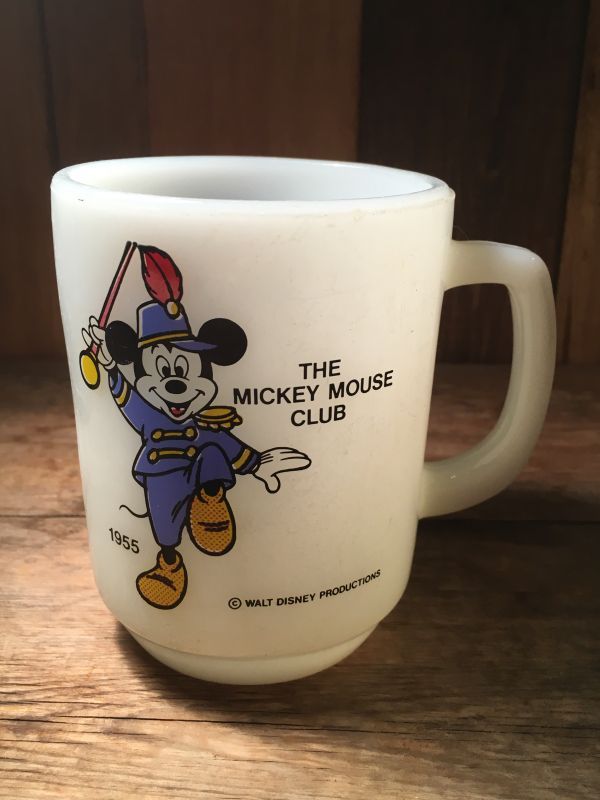 THE
MICKEY MOUSE
CLUB
1955
© WALT DISNEY PRODUCTIONS